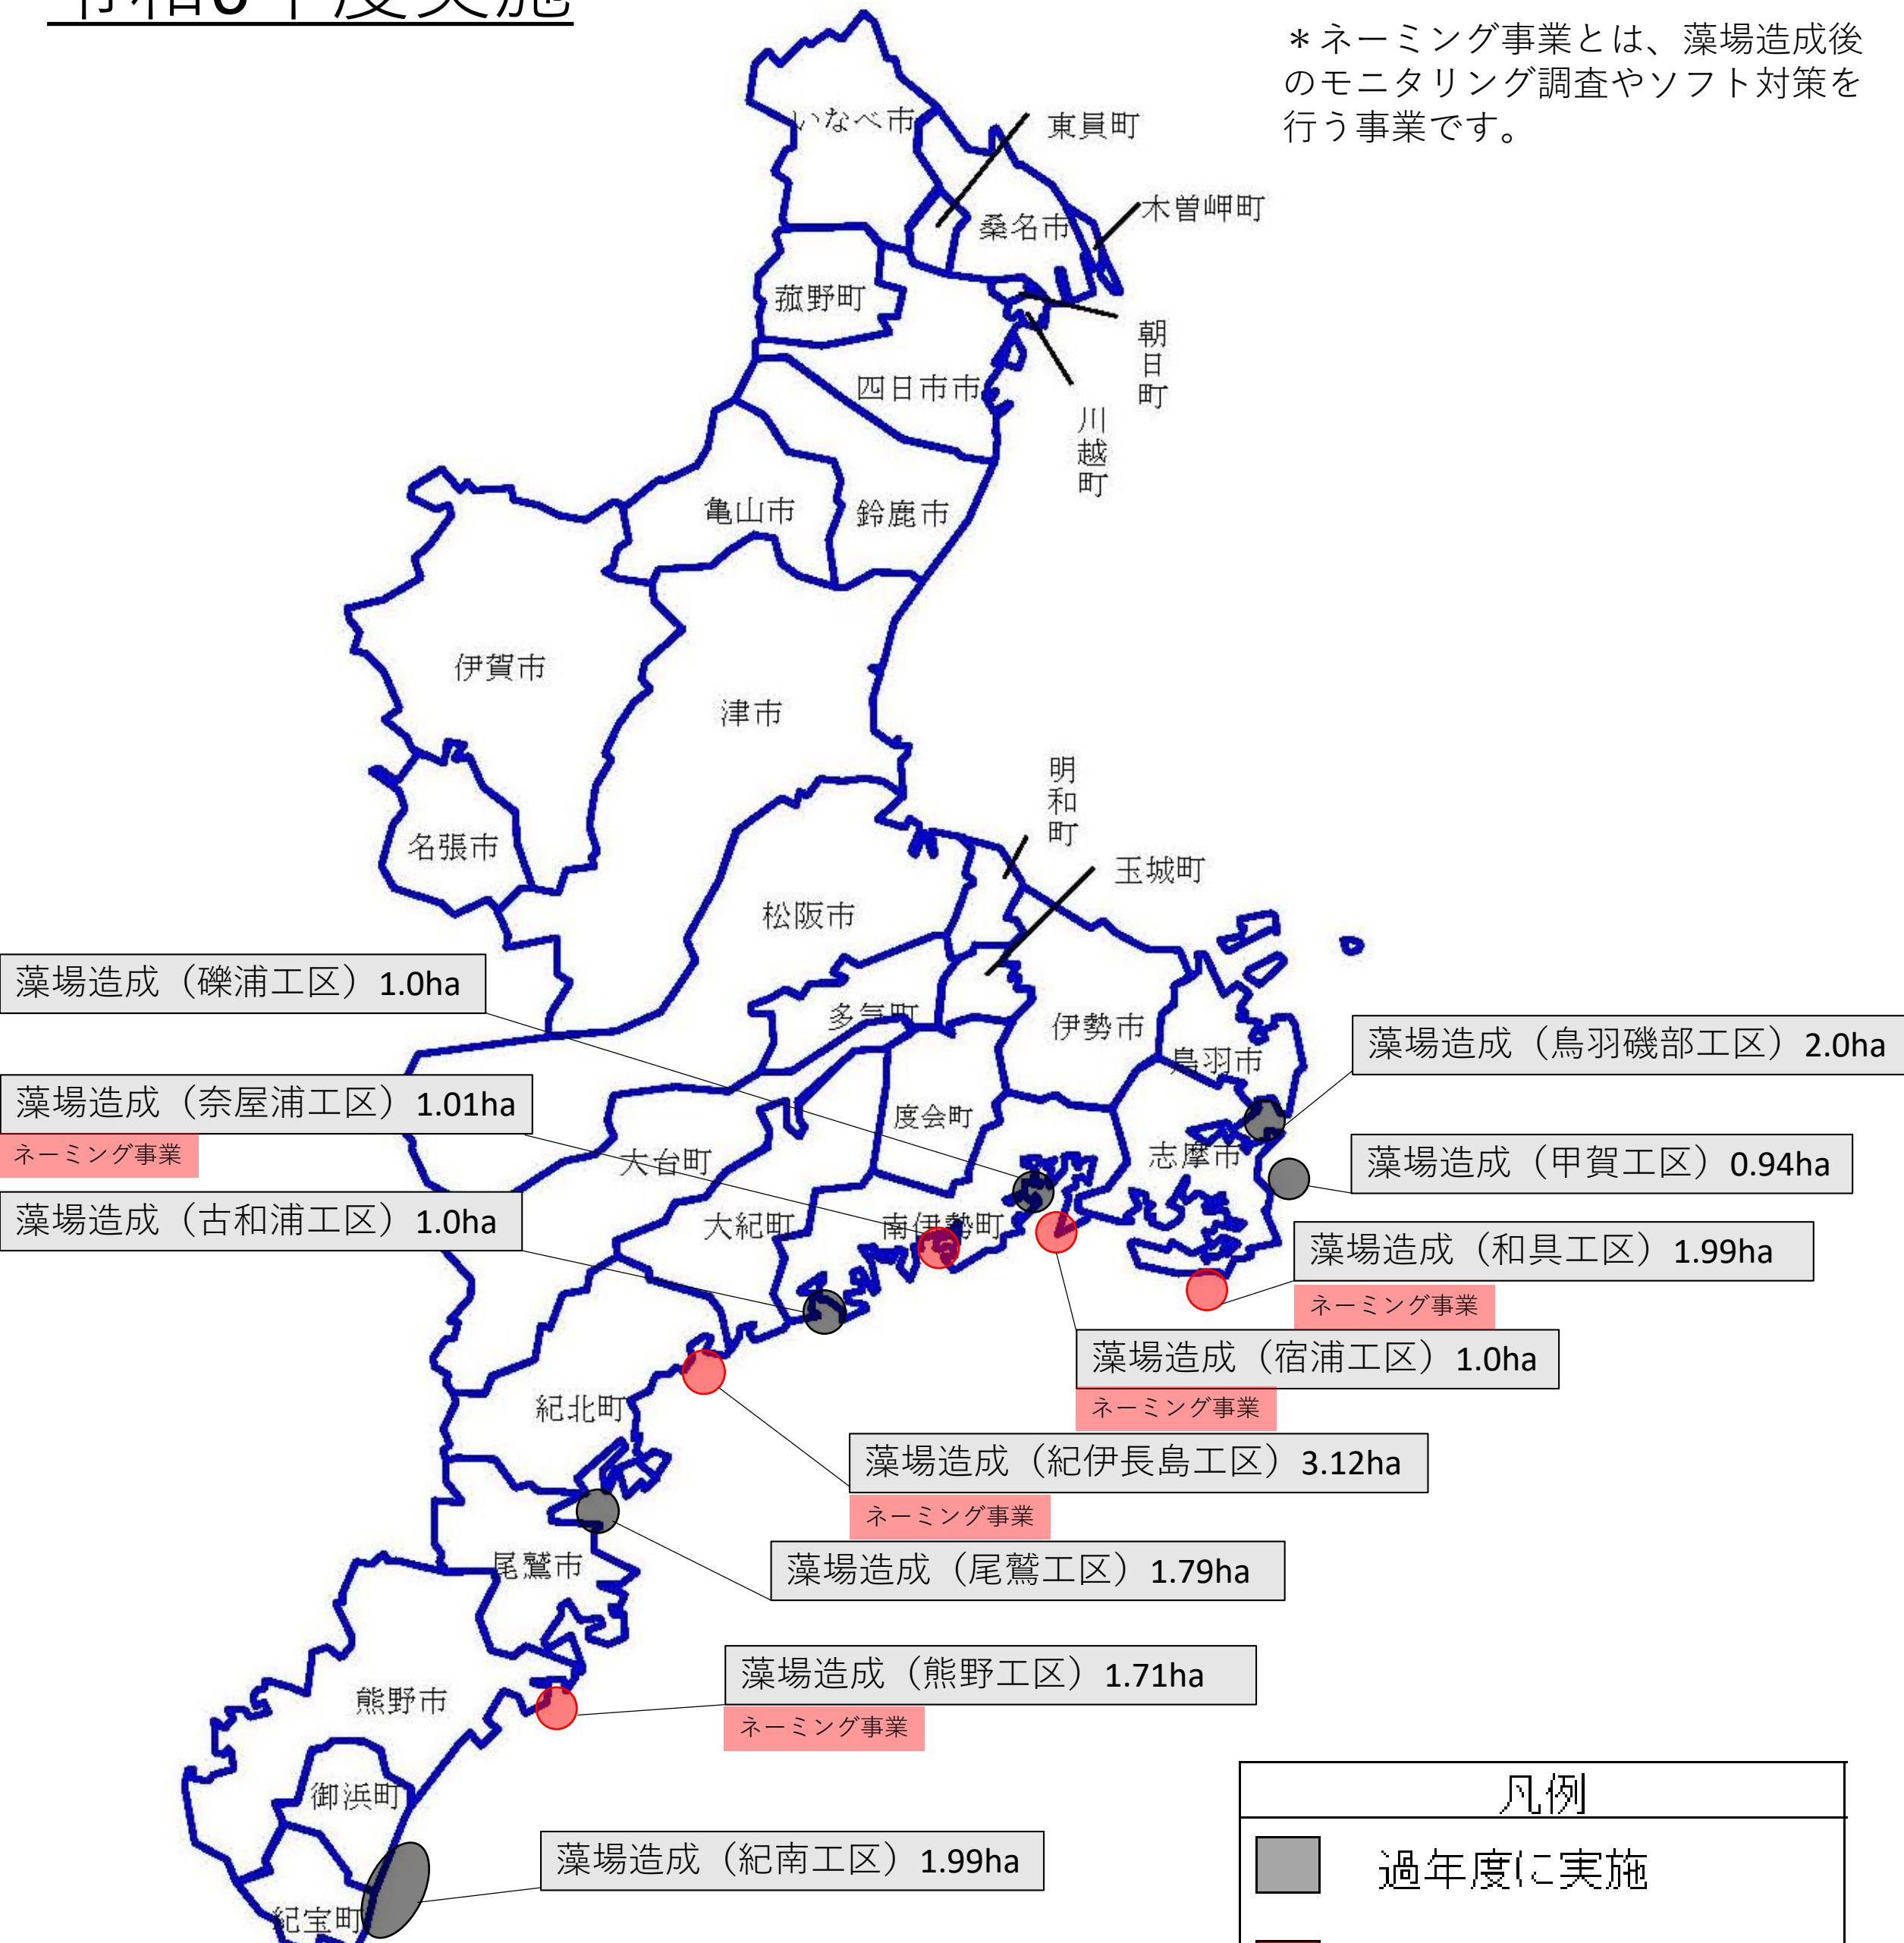 ＊ネーミング事業とは、藻場造成後
のモニタリング調査やソフト対策を
行う事業です。
いなべ市
東員町
桑名市
木曽岬町
菰野町
朝日町
四日市市
川越町
亀山市
鈴鹿市
伊賀市
津市
明和町
名張市
玉城町
松阪市
藻場造成（礫浦工区）1.0ha
多気町
伊勢市
藻場造成（鳥羽磯部工区）2.0ha
鳥羽市
藻場造成（奈屋浦工区）1.01ha
ネーミング事業
度会町
大台町
志摩市
藻場造成（甲賀工区）0.94ha
藻場造成（古和浦工区）1.0ha
大紀町
南伊勢町
藻場造成（和具工区）1.99ha
ネーミング事業
藻場造成（宿浦工区）1.0ha
ネーミング事業
紀北町
藻場造成（紀伊長島工区）3.12ha
ネーミング事業
尾鷲市
藻場造成（尾鷲工区）1.79ha
藻場造成（熊野工区）1.71ha
ネーミング事業
熊野市
御浜町
藻場造成（紀南工区）1.99ha
紀宝町
凡例
過年度に実施